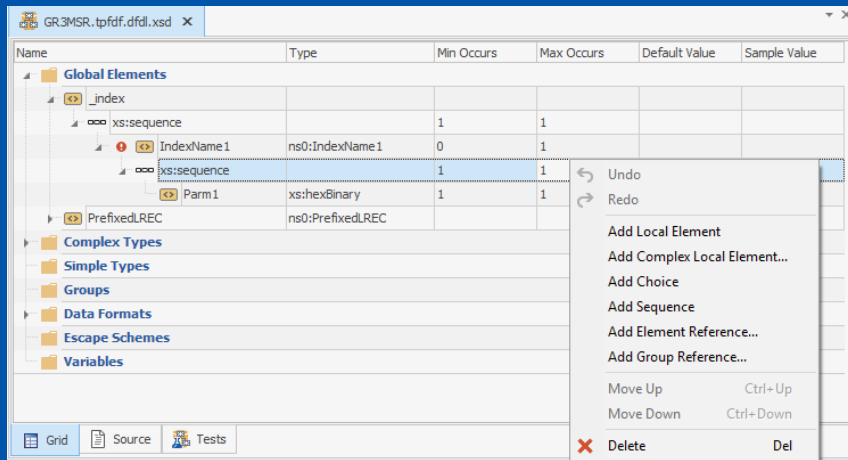 GR3MSR.tpfdf.dfdl.xsd
Name Type Min Occurs Max Occurs Default Value Sample Value
Global Elements
_index
xs:sequence 1 1
IndexName1 ns0:IndexName1 0 1
xs:sequence 1 1
Parm1 xs:hexBinary 1 1
PrefixedLREC ns0:PrefixedLREC
Complex Types
Simple Types
Groups
Data Formats
Escape Schemes
Variables
Undo
Redo
Add Local Element
Add Complex Local Element...
Add Choice
Add Sequence
Add Element Reference...
Add Group Reference...
Move Up Ctrl+Up
Move Down Ctrl+Down
Delete Del
Grid Source Tests